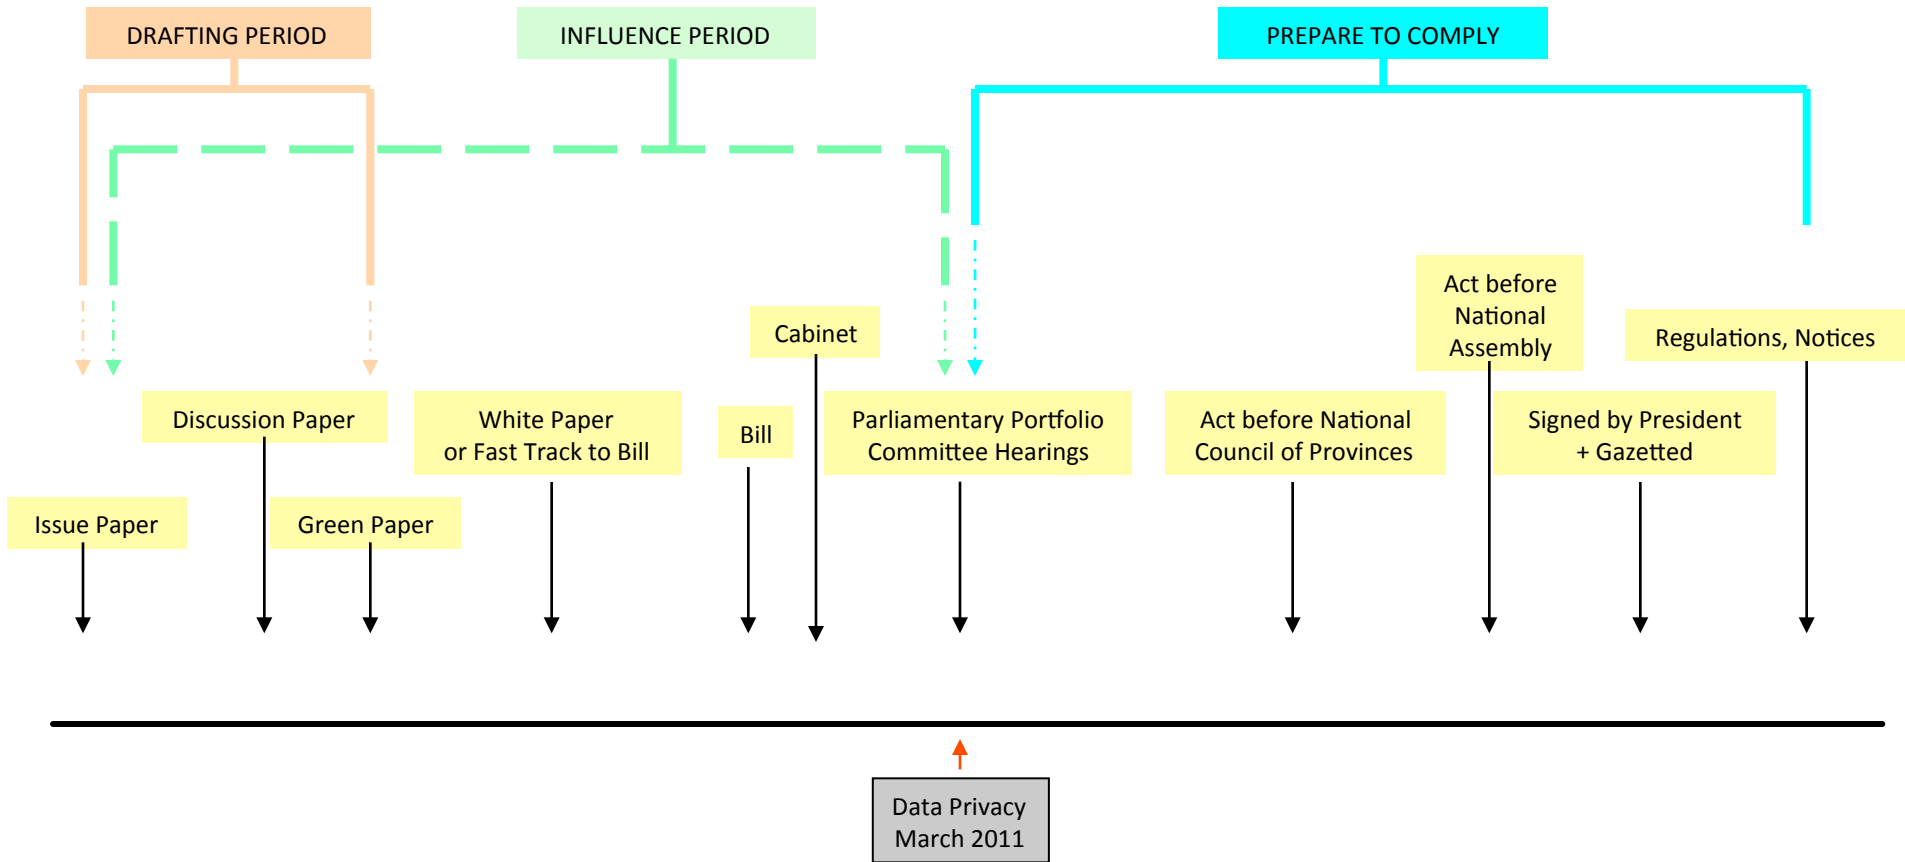 DRAFTING PERIOD
INFLUENCE PERIOD
PREPARE TO COMPLY
Issue Paper
Discussion Paper
Green Paper
White Paper
or Fast Track to Bill
Bill
Cabinet
Parliamentary Portfolio
Committee Hearings
Act before National
Council of Provinces
Act before
National
Assembly
Signed by President
+ Gazetted
Regulations, Notices
Data Privacy
March 2011